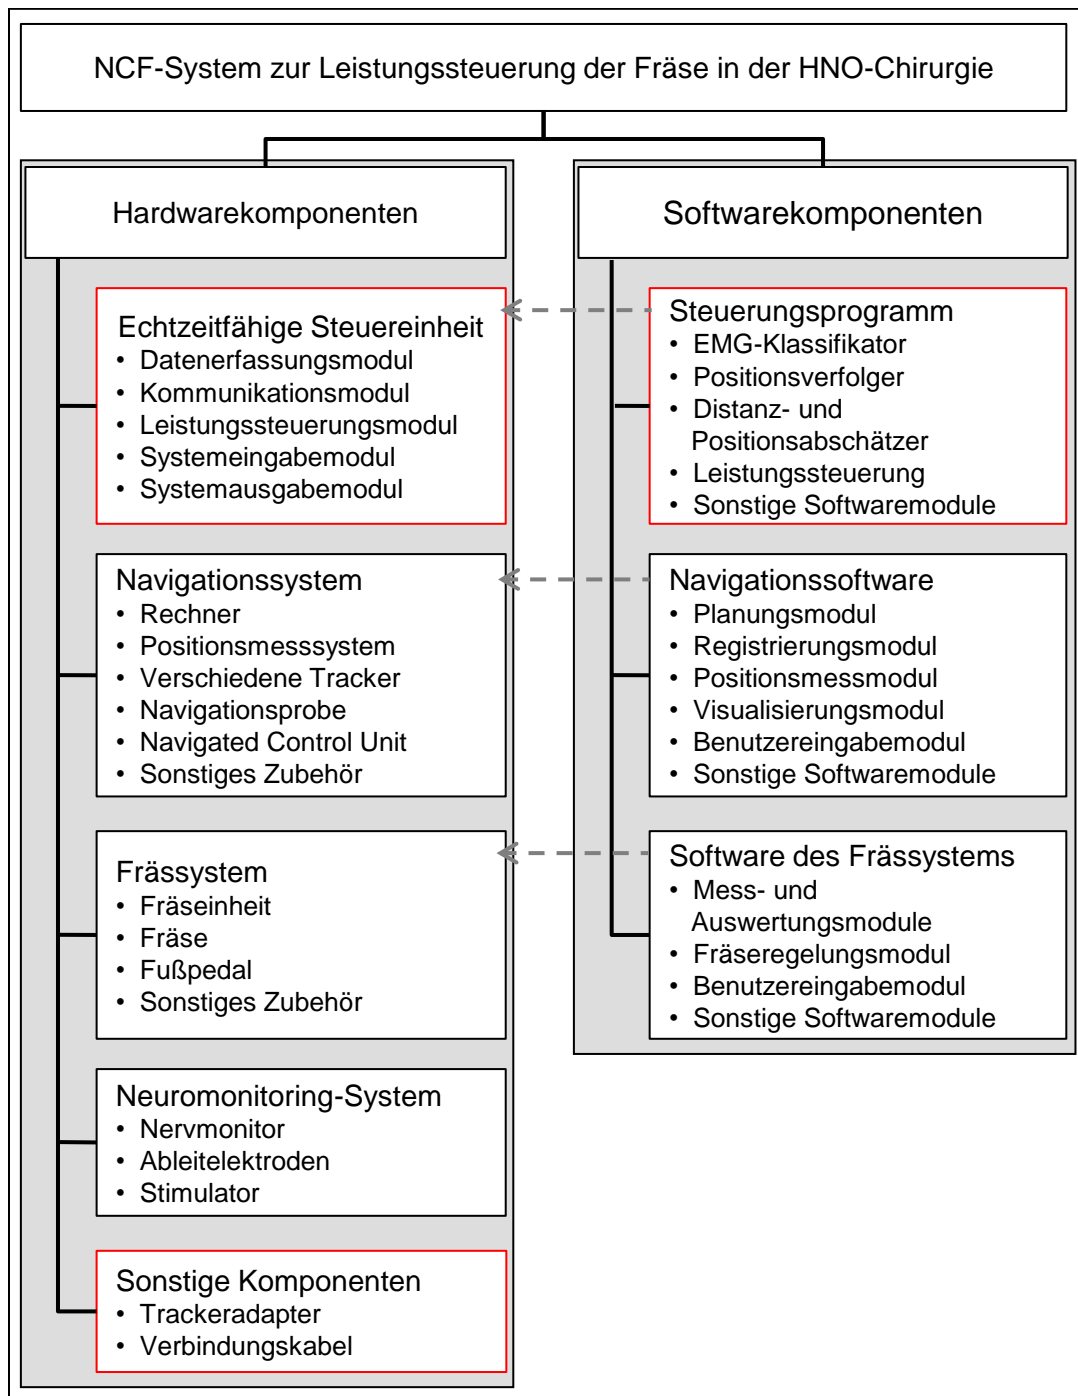 NCF-System zur Leistungssteuerung der Fräse in der HNO-Chirurgie
Hardwarekomponenten
Echtzeitfähige Steuereinheit
• Datenerfassungsmodul
• Kommunikationsmodul
• Leistungssteuerungsmodul
• Systemeingabemodul
• Systemausgabemodul
Navigationssystem
• Rechner
• Positionsmesssystem
• Verschiedene Tracker
• Navigationsprobe
• Navigated Control Unit
• Sonstiges Zubehör
Frässystem
• Fräseinheit
• Fräse
• Fußpedal
• Sonstiges Zubehör
Neuromonitoring-System
• Nervmonitor
• Ableitelektroden
• Stimulator
Sonstige Komponenten
• Trackeradapter
• Verbindungskabel
Softwarekomponenten
Steuerungsprogramm
• EMG-Klassifikator
• Positionsverfolger
• Distanz- und
Positionsabschätzer
• Leistungssteuerung
• Sonstige Softwaremodule
Navigationssoftware
• Planungsmodul
• Registrierungsmodul
• Positionsmessmodul
• Visualisierungsmodul
• Benutzereingabemodul
• Sonstige Softwaremodule
Software des Frässystems
• Mess- und
Auswertungsmodule
• Fräseregelungsmodul
• Benutzereingabemodul
• Sonstige Softwaremodule